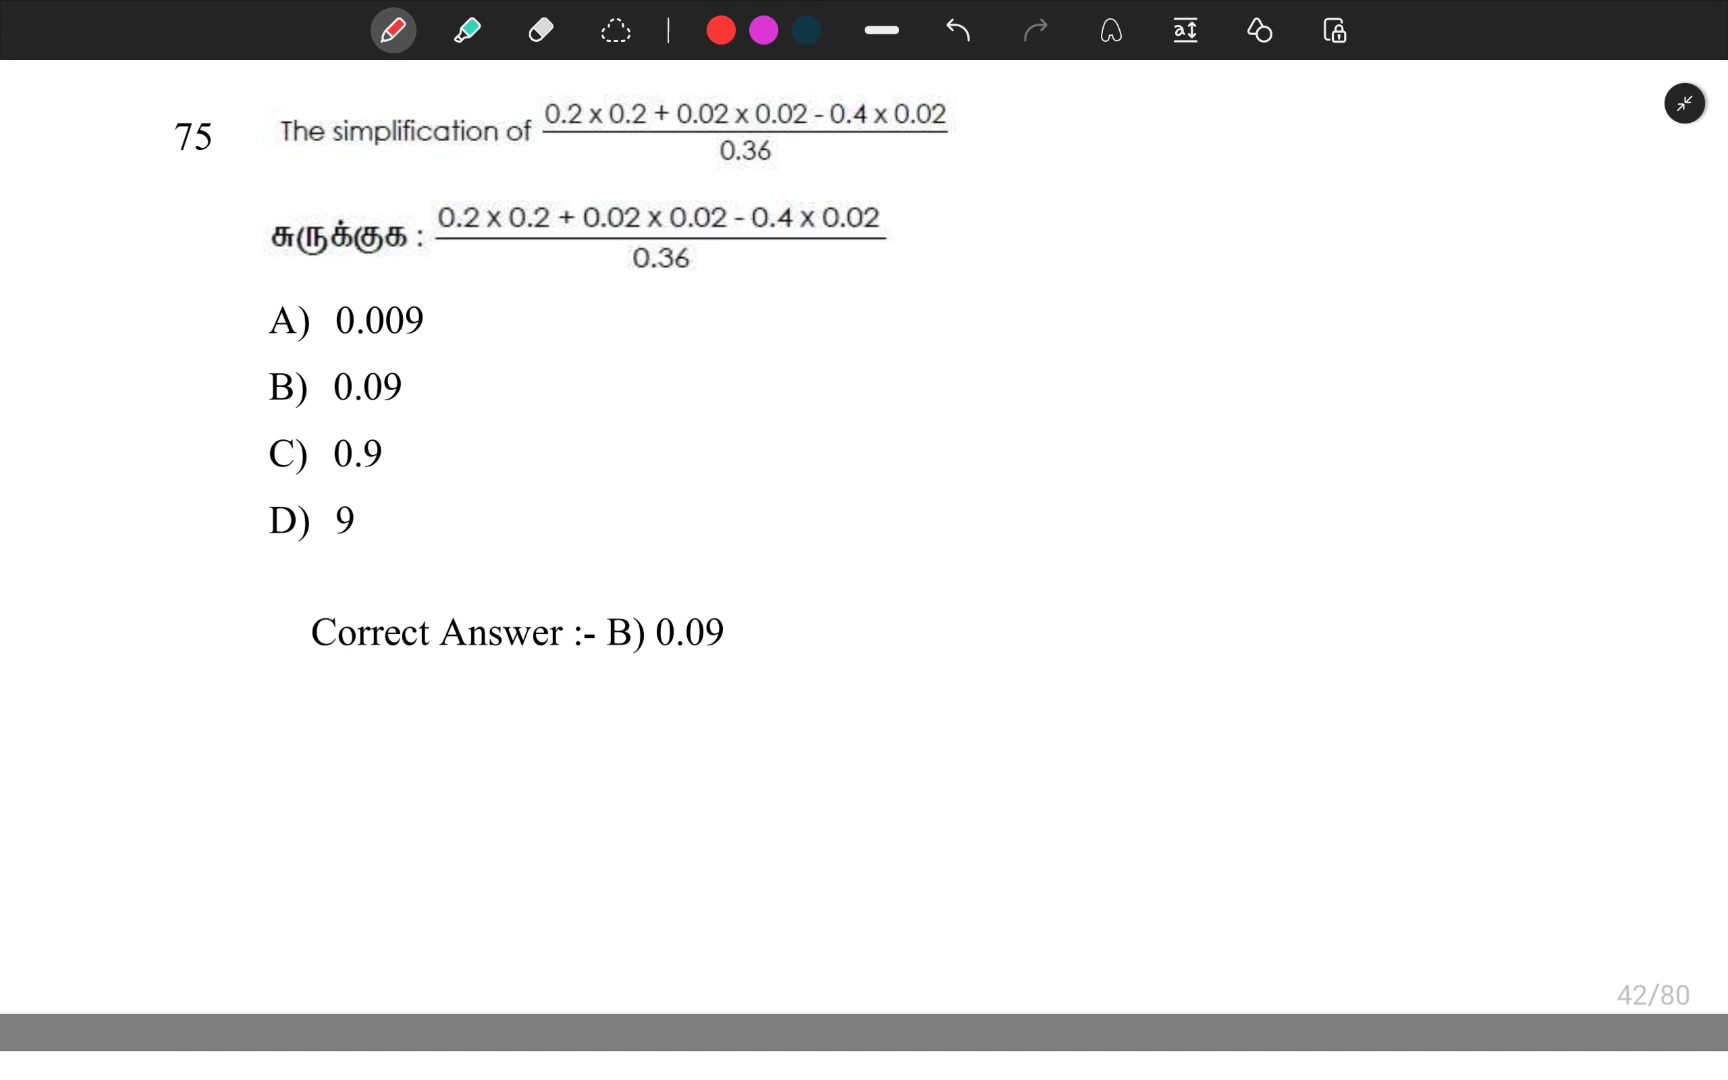 75 The simplification of 0.2 x 0.2 + 0.02 x 0.02 - 0.4 x 0.02 / 0.36
சுருக்குக : 0.2 x 0.2 + 0.02 x 0.02 - 0.4 x 0.02 / 0.36
A) 0.009
B) 0.09
C) 0.9
D) 9
Correct Answer :- B) 0.09
42/80